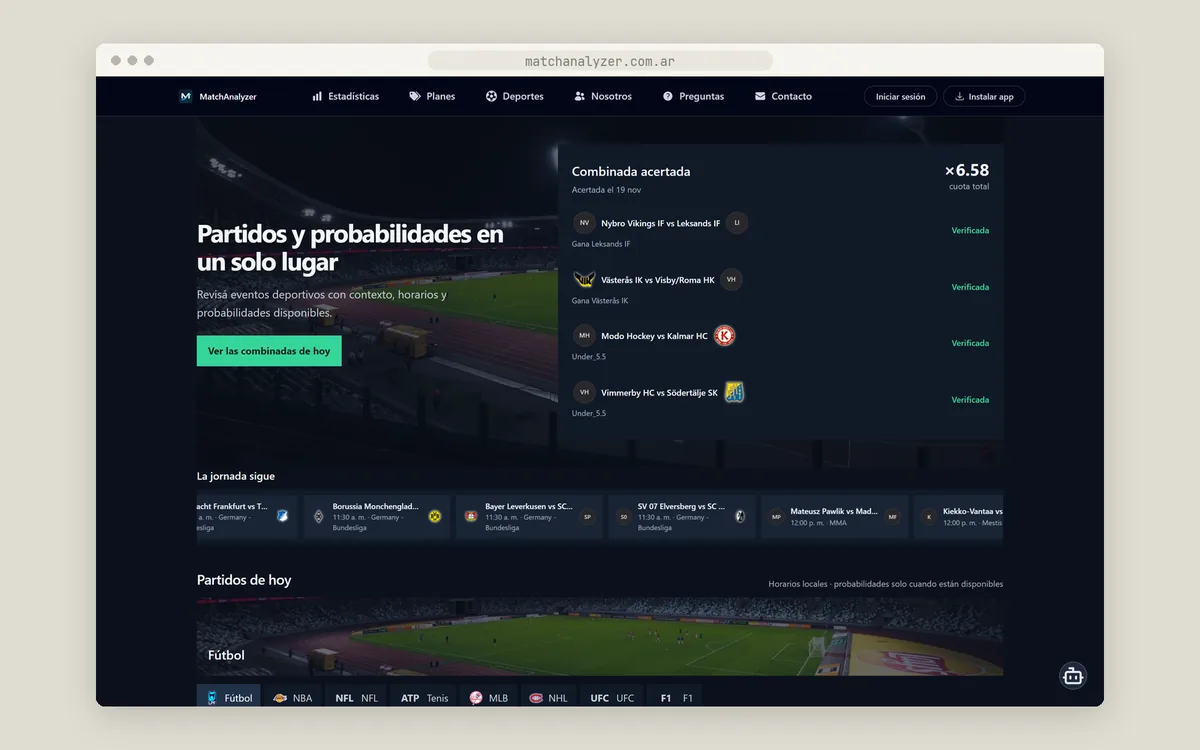 matchanalyzer.com.ar
MatchAnalyzer
Estadísticas
Planes
Deportes
Nosotros
Preguntas
Contacto
Iniciar sesión
Instalar app
Partidos y probabilidades en
un solo lugar
Revisá eventos deportivos con contexto, horarios y
probabilidades disponibles.
Ver las combinadas de hoy
Combinada acertada
Acertada el 19 nov
×6.58
cuota total
NV Nybro Vikings IF vs Leksands IF LI
Gana Leksands IF
Verificada
Västerås IK vs Visby/Roma HK VH
Gana Västerås IK
Verificada
MH Modo Hockey vs Kalmar HC K
Under_5.5
Verificada
VH Vimmerby HC vs Södertälje SK
Under_5.5
Verificada
La jornada sigue
acht Frankfurt vs T...
a. m. · Germany -
esliga
Borussia Monchenglad...
11:30 a. m. · Germany -
Bundesliga
Bayer Leverkusen vs SC...
11:30 a. m. · Germany -
Bundesliga
SP
S0
SV 07 Elversberg vs SC ...
11:30 a. m. · Germany -
Bundesliga
MP
Mateusz Pawlik vs Mad...
12:00 p. m. · MMA
MF
K
Kiekko-Vantaa vs
12:00 p. m. · Mestis
Partidos de hoy
Horarios locales · probabilidades solo cuando están disponibles
Fútbol
Fútbol
NBA
NFL NFL
ATP Tenis
MLB
NHL
UFC UFC
F1 F1